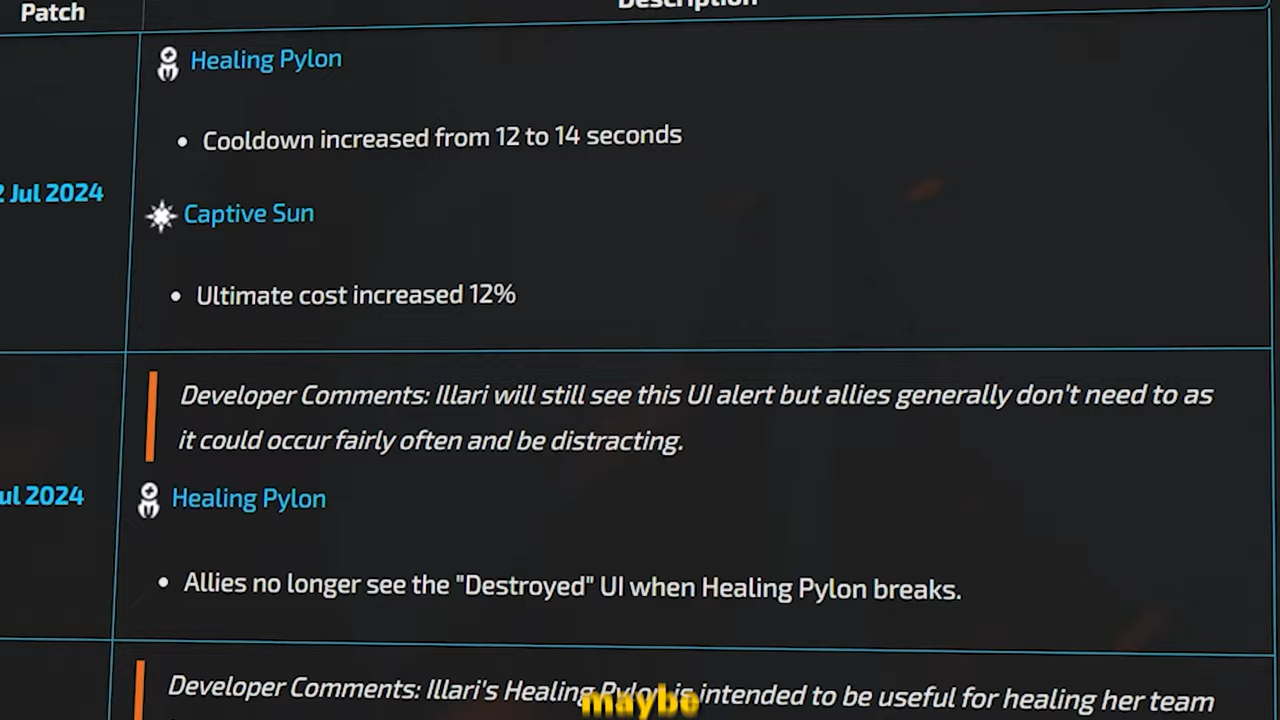 Patch
Description
Healing Pylon
Cooldown increased from 12 to 14 seconds
2 Jul 2024
Captive Sun
Ultimate cost increased 12%
Developer Comments: Illari will still see this UI alert but allies generally don't need to as
it could occur fairly often and be distracting.
ul 2024
Healing Pylon
Allies no longer see the "Destroyed" UI when Healing Pylon breaks.
Developer Comments: Illari's Healing Pylon is intended to be useful for healing her team
maybe